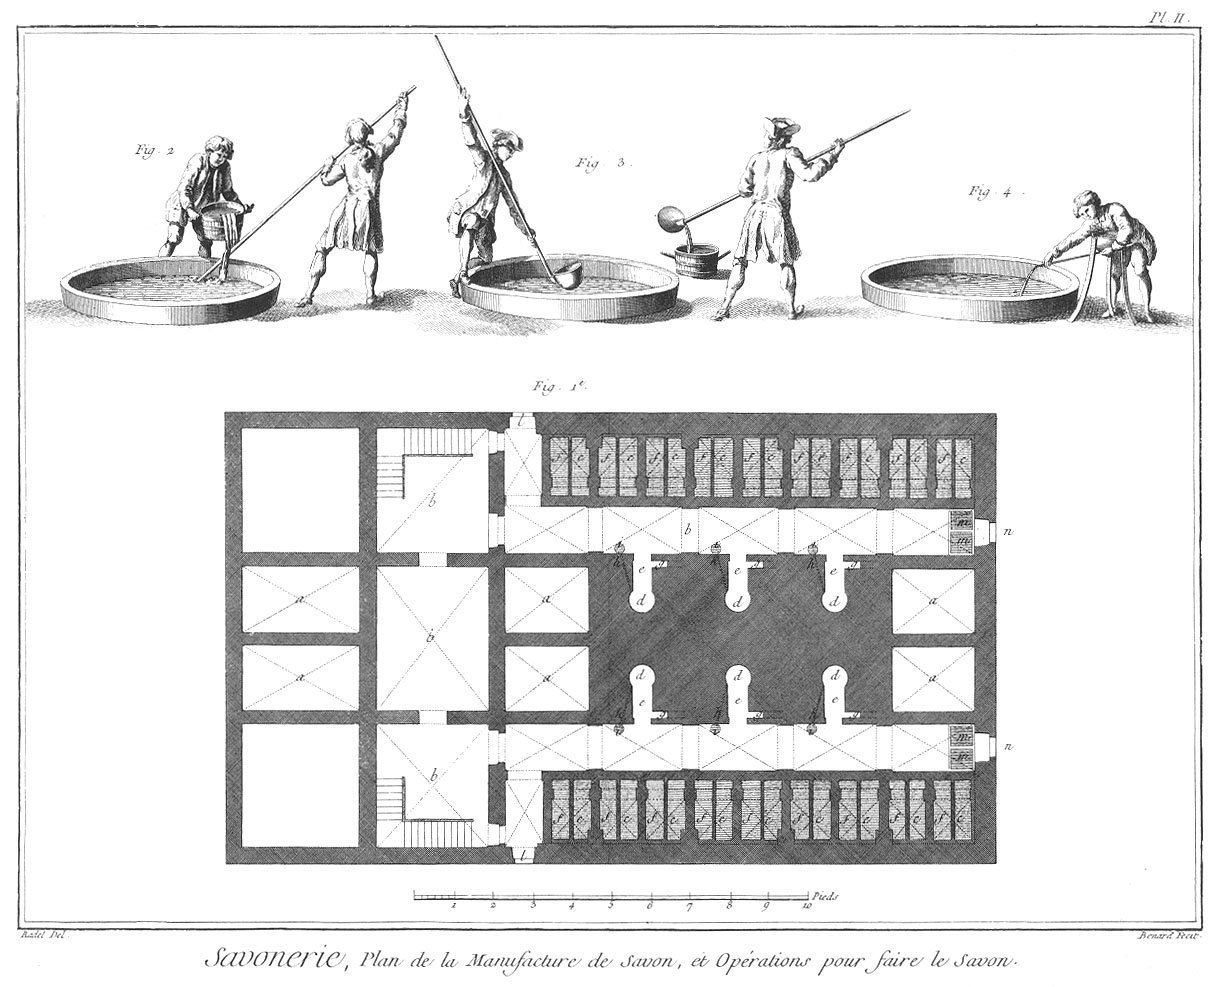 Pl. II.
Fig. 2
Fig. 3.
Fig. 4.
Fig. 1e.
l
b
f c f c f c f c f c f c f c f c f c
b
m
m
n
h h h
e g e g e g
d d d
a a a
b
a a a
d d d
e g e g e g
m
m
n
b
f c f c f c f c f c f c f c f c f c
l
1 2 3 4 5 6 7 8 9 10 Pieds
Radel Del. Benard Fecit.
Savonerie, Plan de la Manufacture de Savon, et Opérations pour faire le Savon.